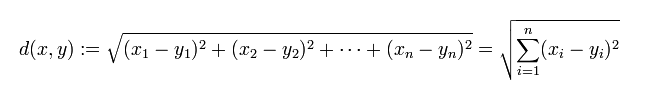 d(x, y) := √((x₁ − y₁)² + (x₂ − y₂)² + ··· + (xₙ − yₙ)²) = √(∑ᵢ₌₁ⁿ (xᵢ − yᵢ)²)